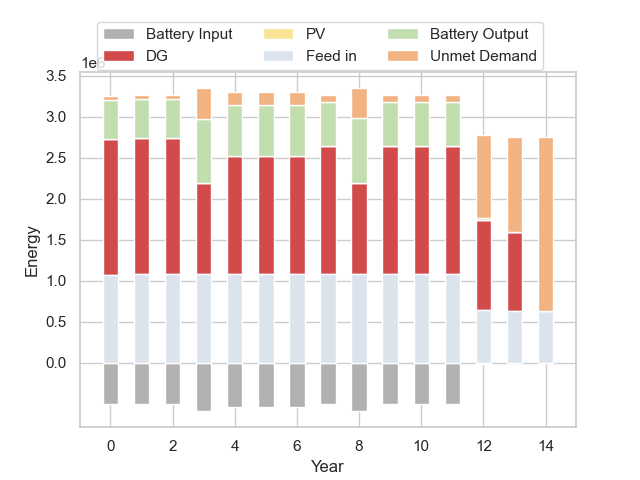 Battery Input PV Battery Output
DG Feed in Unmet Demand
1e6
3.5
3.0
2.5
2.0
1.5
1.0
0.5
0.0
Energy
0 2 4 6 8 10 12 14
Year